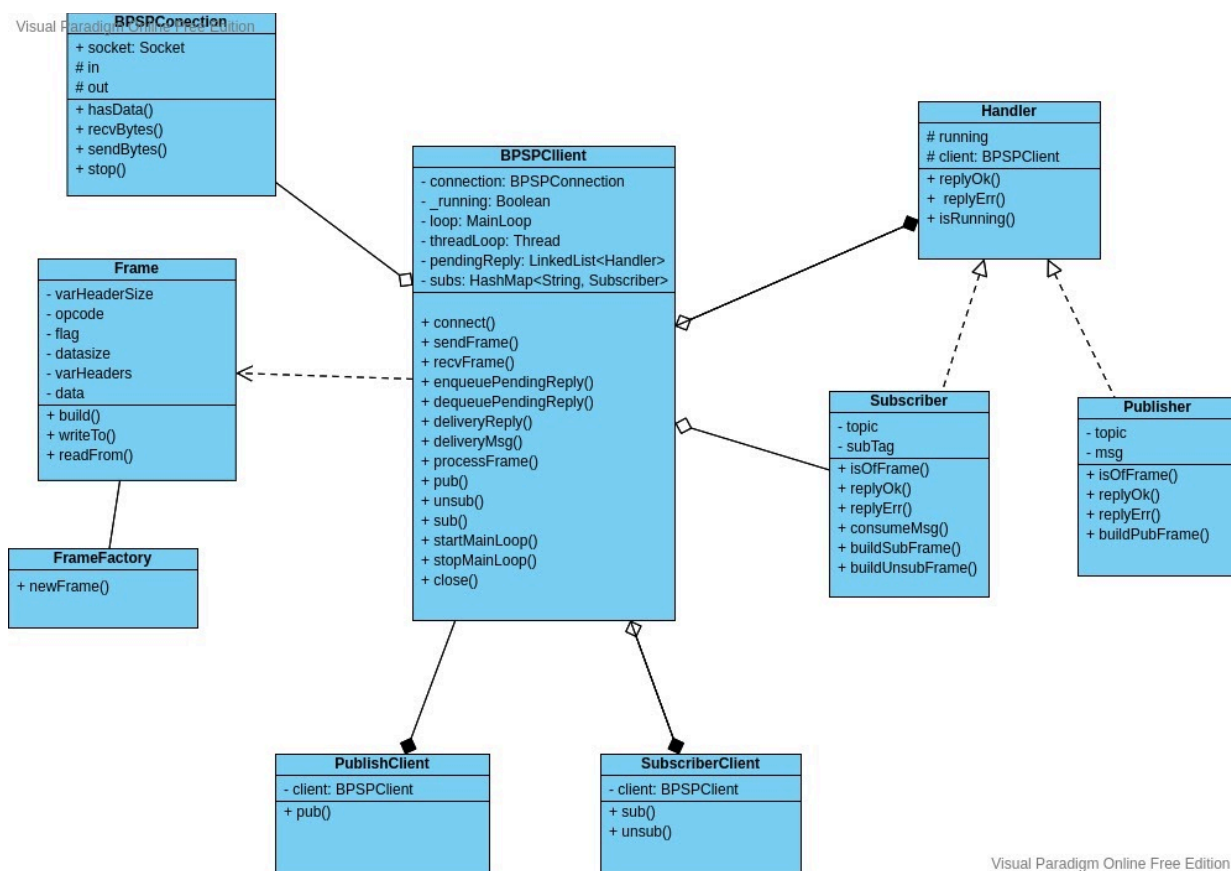 Visual Paradigm Online Free Edition
BPSPConection
+ socket: Socket
# in
# out
+ hasData()
+ recvBytes()
+ sendBytes()
+ stop()
Handler
# running
# client: BPSPClient
+ replyOk()
+ replyErr()
+ isRunning()
BPSPCllient
- connection: BPSPConnection
- _running: Boolean
- loop: MainLoop
- threadLoop: Thread
- pendingReply: LinkedList<Handler>
- subs: HashMap<String, Subscriber>
+ connect()
+ sendFrame()
+ recvFrame()
+ enqueuePendingReply()
+ dequeuePendingReply()
+ deliveryReply()
+ deliveryMsg()
+ processFrame()
+ pub()
+ unsub()
+ sub()
+ startMainLoop()
+ stopMainLoop()
+ close()
Frame
- varHeaderSize
- opcode
- flag
- datasize
- varHeaders
- data
+ build()
+ writeTo()
+ readFrom()
FrameFactory
+ newFrame()
Subscriber
- topic
- subTag
+ isOfFrame()
+ replyOk()
+ replyErr()
+ consumeMsg()
+ buildSubFrame()
+ buildUnsubFrame()
Publisher
- topic
- msg
+ isOfFrame()
+ replyOk()
+ replyErr()
+ buildPubFrame()
PublishClient
- client: BPSPClient
+ pub()
SubscriberClient
- client: BPSPClient
+ sub()
+ unsub()
Visual Paradigm Online Free Edition